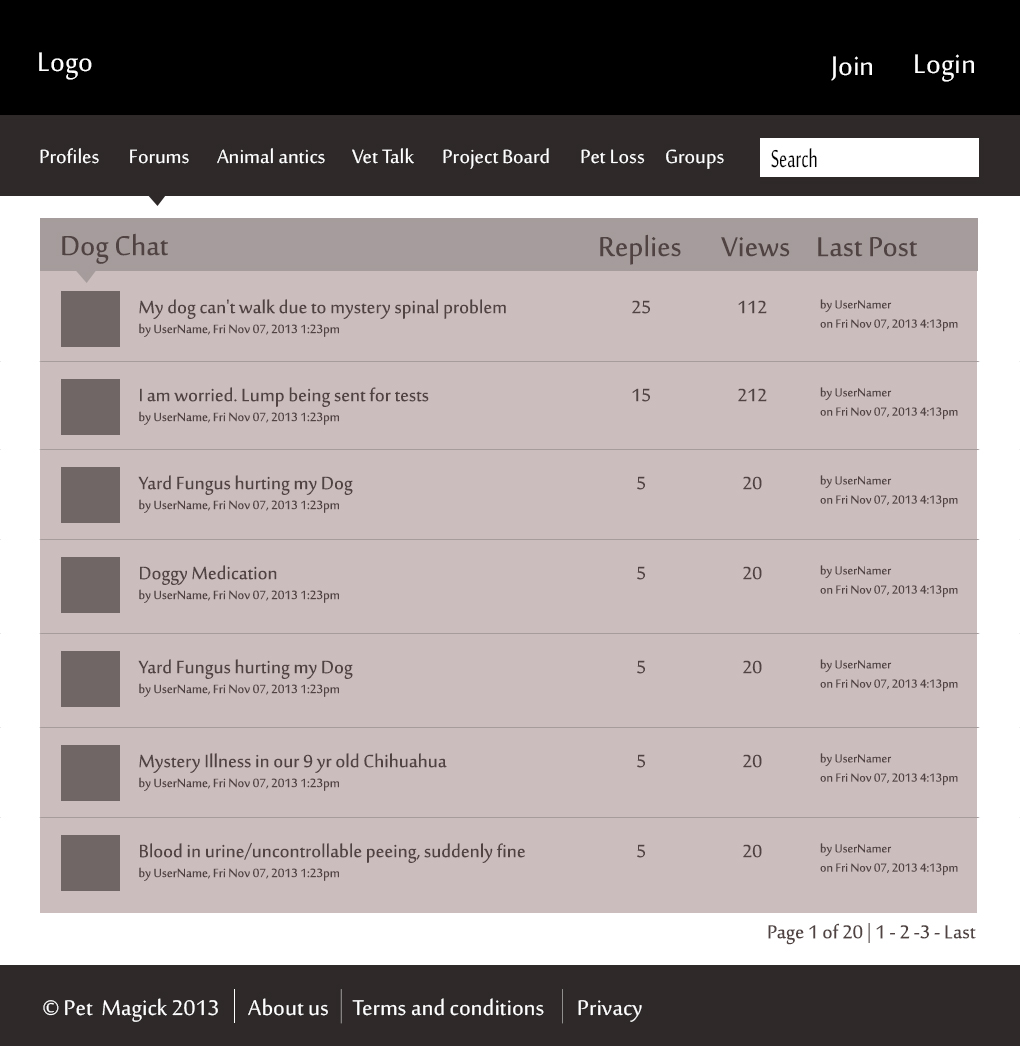 Logo
Join Login
Profiles Forums Animal antics Vet Talk Project Board Pet Loss Groups Search
Dog Chat Replies Views Last Post
My dog can't walk due to mystery spinal problem 25 112 by UserNamer
by UserName, Fri Nov 07, 2013 1:23pm on Fri Nov 07, 2013 4:13pm
I am worried. Lump being sent for tests 15 212 by UserNamer
by UserName, Fri Nov 07, 2013 1:23pm on Fri Nov 07, 2013 4:13pm
Yard Fungus hurting my Dog 5 20 by UserNamer
by UserName, Fri Nov 07, 2013 1:23pm on Fri Nov 07, 2013 4:13pm
Doggy Medication 5 20 by UserNamer
by UserName, Fri Nov 07, 2013 1:23pm on Fri Nov 07, 2013 4:13pm
Yard Fungus hurting my Dog 5 20 by UserNamer
by UserName, Fri Nov 07, 2013 1:23pm on Fri Nov 07, 2013 4:13pm
Mystery Illness in our 9 yr old Chihuahua 5 20 by UserNamer
by UserName, Fri Nov 07, 2013 1:23pm on Fri Nov 07, 2013 4:13pm
Blood in urine/uncontrollable peeing, suddenly fine 5 20 by UserNamer
by UserName, Fri Nov 07, 2013 1:23pm on Fri Nov 07, 2013 4:13pm
Page 1 of 20 | 1 - 2 -3 - Last
© Pet Magick 2013 About us Terms and conditions Privacy